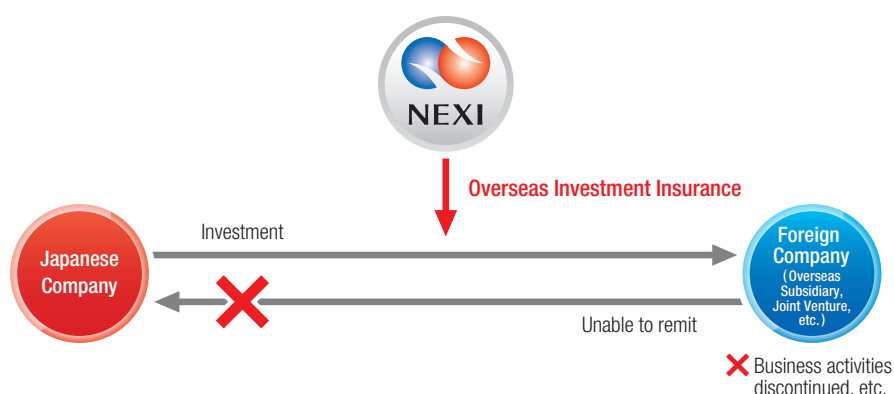 NEXI
Overseas Investment Insurance
Investment
Japanese
Company
Foreign
Company
(Overseas
Subsidiary,
Joint Venture,
etc.)
Unable to remit
Business activities
discontinued, etc.